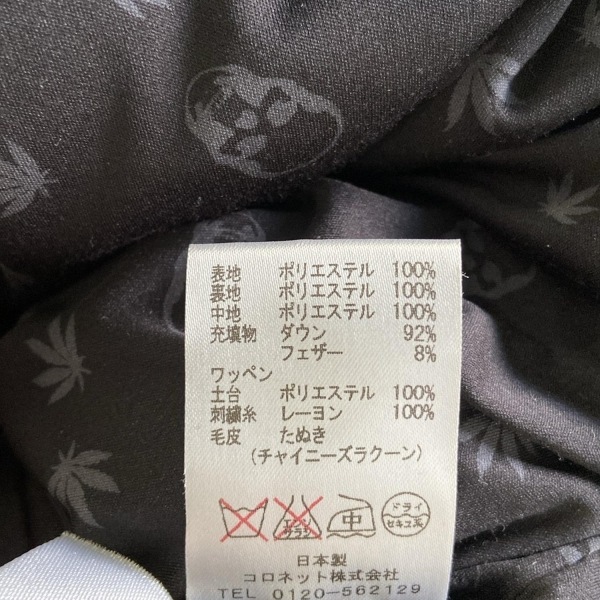 表地 ポリエステル 100%
裏地 ポリエステル 100%
中地 ポリエステル 100%
充填物 ダウン 92%
フェザー 8%
ワッペン
土台 ポリエステル 100%
刺繍糸 レーヨン 100%
毛皮 たぬき
(チャイニーズラクーン)
エンソ
サラシ
中
ドライ
セキユ系
日本製
コロネット株式会社
TEL 0120-562129